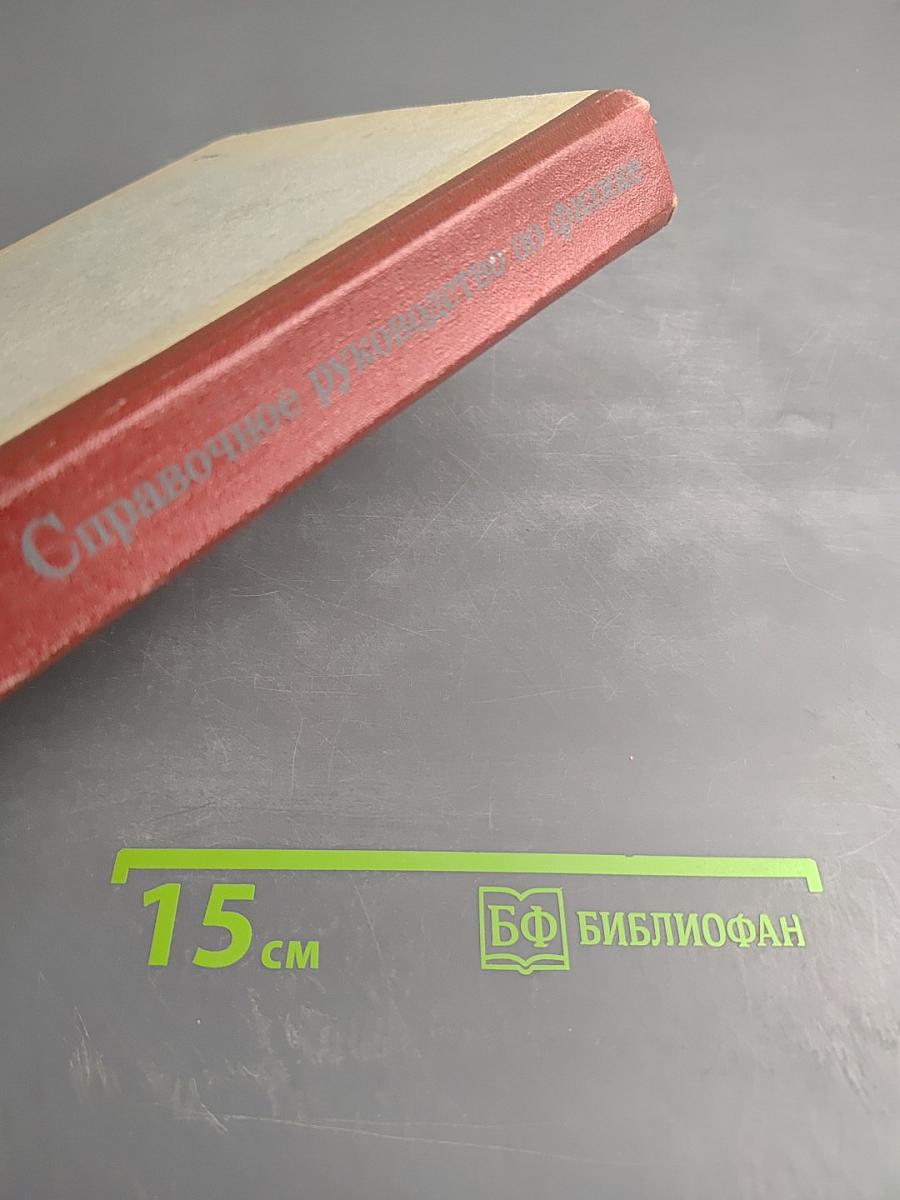 Справочное руководство по физике
15 см
БФ БИБЛИОФАН